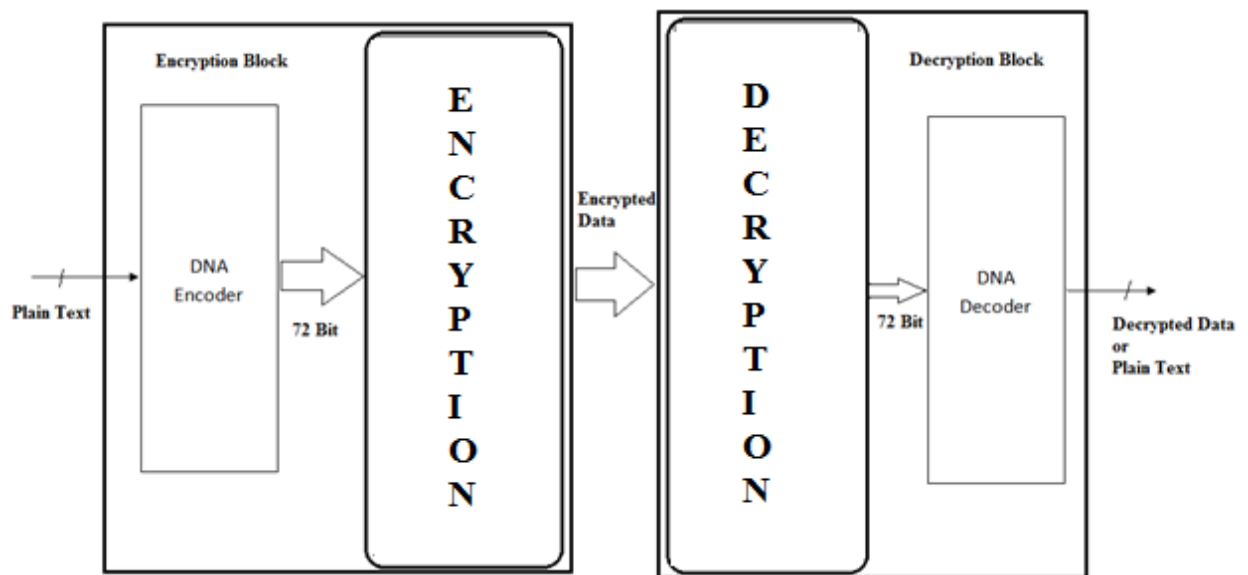 Encryption Block
DNA
Encoder
Plain Text
72 Bit
E
N
C
R
Y
P
T
I
O
N
Encrypted
Data
D
E
C
R
Y
P
T
I
O
N
Decryption Block
72 Bit
DNA
Decoder
Decrypted Data
or
Plain Text